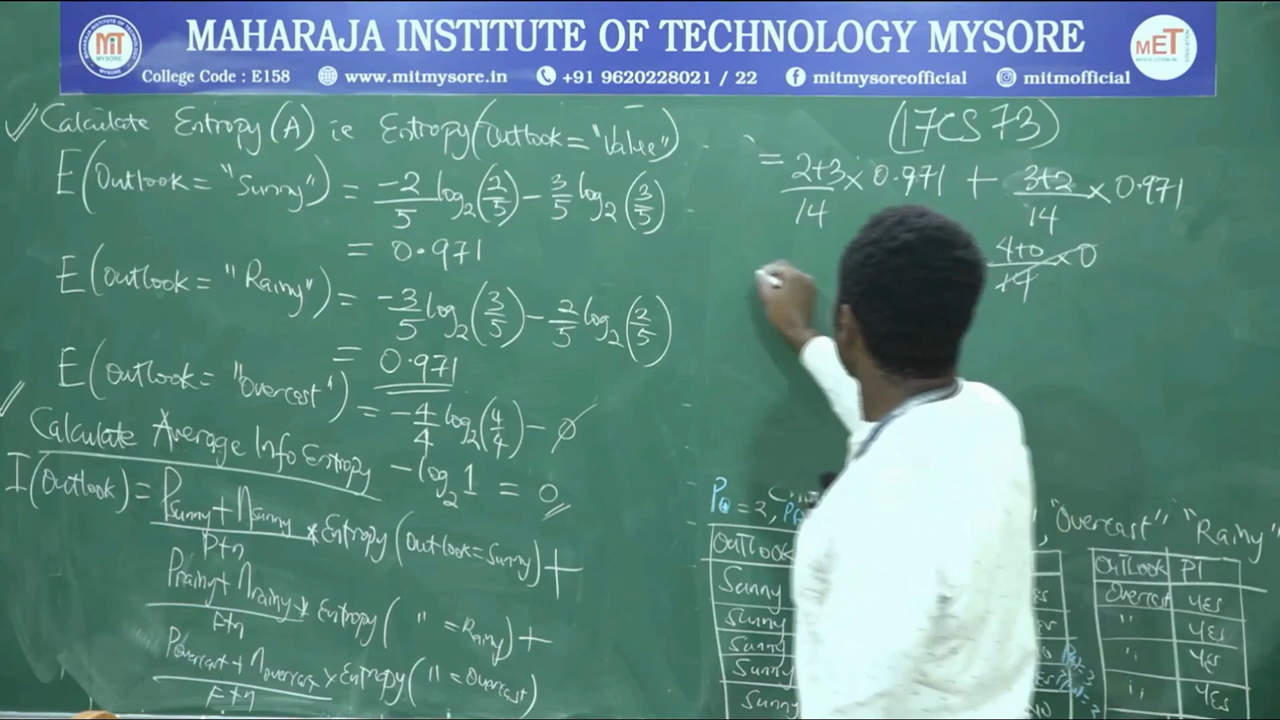 MAHARAJA INSTITUTE OF TECHNOLOGY MYSORE
MIT MYSORE
MET EDUCATION
College Code : E158 www.mitmysore.in +91 9620228021 / 22 mitmysoreofficial mitmofficial
Calculate Entropy(A) ie Entropy(Outlook="Value")
E(Outlook="Sunny") = -2/5 log2(2/5) - 3/5 log2(3/5)
= 0.971
E(Outlook="Rainy") = -3/5 log2(3/5) - 2/5 log2(2/5)
= 0.971
E(Outlook="Overcast") = -4/4 log2(4/4) - 0
-log2 1 = 0
Calculate Average Info Entropy
I(Outlook) = Psunny+nsunny/P+n * Entropy(Outlook=Sunny) +
Prainy+nrainy/P+n * Entropy(" =Rainy) +
Povercast+novercast/P+n × Entropy(" =Overcast)
(17CS73)
= 2+3/14 × 0.971 + 3+2/14 × 0.971
4+0/14 × 0
"Overcast" "Rainy"
OUTLOOK
Sunny
Sunny
Sunny
Sunny
Sunny
OUTLOOK PT
Overcast YES
" YES
" YES
" YES